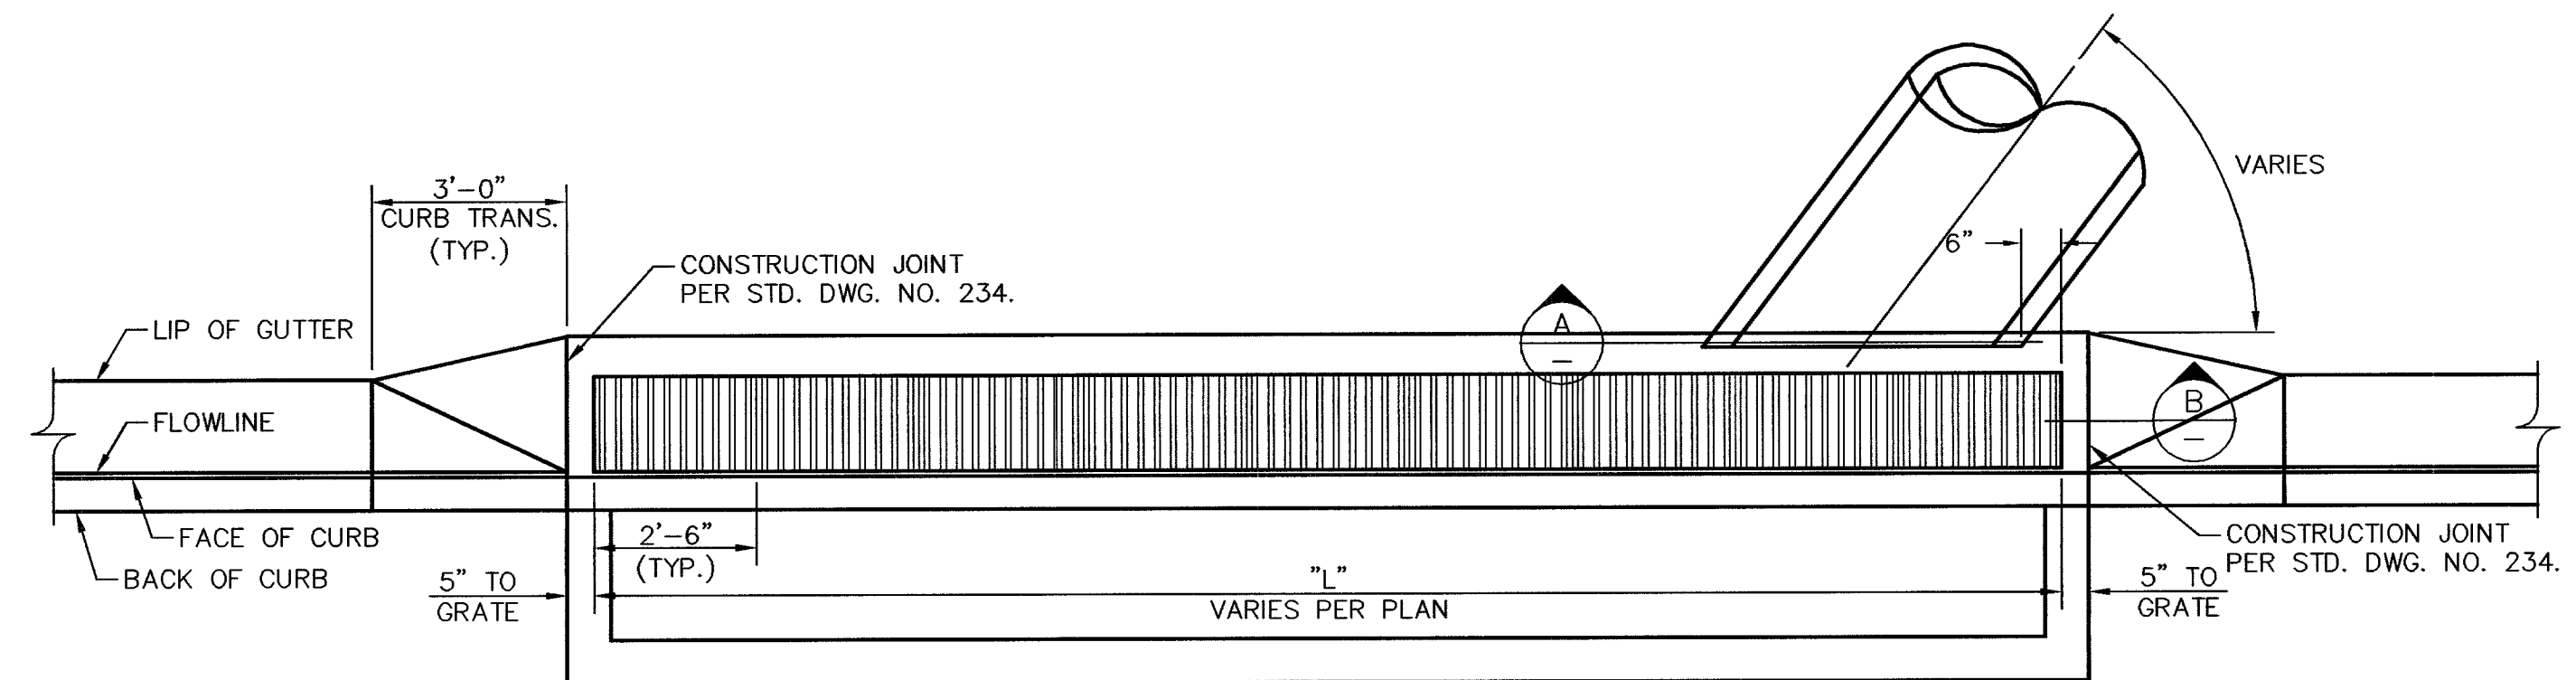 3'-0"
CURB TRANS.
(TYP.)
CONSTRUCTION JOINT
PER STD. DWG. NO. 234.
VARIES
6"
A
-
LIP OF GUTTER
FLOWLINE
B
-
FACE OF CURB
BACK OF CURB
2'-6"
(TYP.)
5" TO
GRATE
"L"
VARIES PER PLAN
5" TO
GRATE
CONSTRUCTION JOINT
PER STD. DWG. NO. 234.